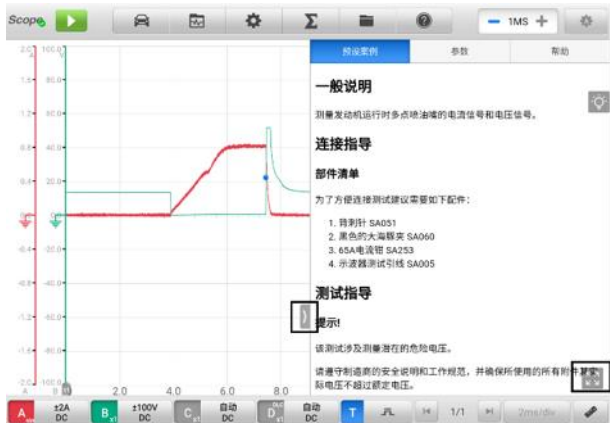 Scope
1MS
预设案例 参数 帮助
一般说明
测量发动机运行时多点喷油嘴的电流信号和电压信号。
连接指导
部件清单
为了方便连接测试建议需要如下配件：
1. 背刺针 SA051
2. 黑色的大海豚夹 SA060
3. 65A电流钳 SA253
4. 示波器测试引线 SA005
测试指导
提示!
该测试涉及测量潜在的危险电压。
请遵守制造商的安全说明和工作规范，并确保所使用的所有附件其实
际电压不超过额定电压。
2.0 100.0
1.6 80.0
1.2 60.0
0.8 40.0
0.4 20.0
0.0 0.0
-0.4 -20.0
-0.8 -40.0
-1.2 -60.0
-1.6 -80.0
-2.0 -100.0
A B 2.0 4.0 6.0 8.0
A ±2A DC
B x1 ±100V DC
C x1 自动 DC
D x1 自动 DC
T 1/1 2ms/div